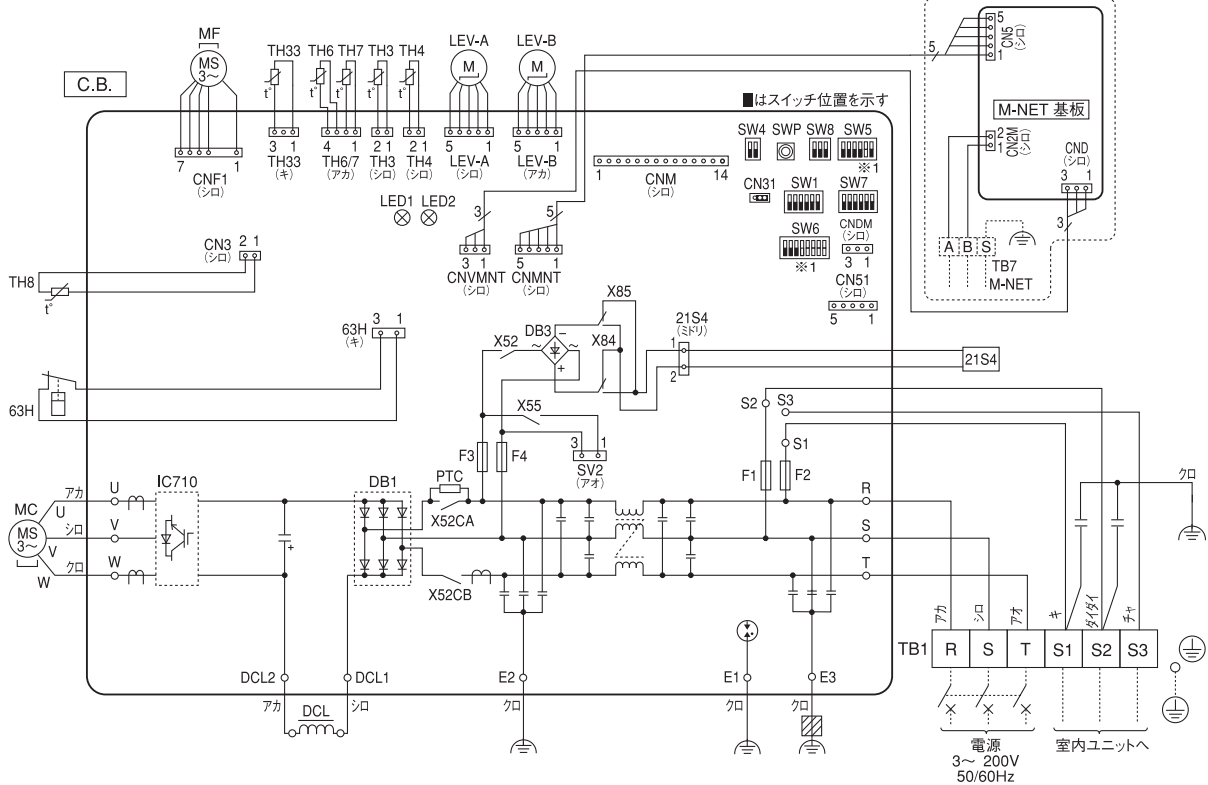 C.B.
MF
MS
3～
TH33 TH6 TH7 TH3 TH4
t° t° t° t° t°
LEV-A
M
LEV-B
M
7 1
CNF1
(シロ)
3 1
TH33
(キ)
4 1
TH6/7
(アカ)
2 1
TH3
(シロ)
2 1
TH4
(シロ)
5 1
LEV-A
(シロ)
5 1
LEV-B
(アカ)
1 14
CNM
(シロ)
■はスイッチ位置を示す
SW4 SWP SW8 SW5
※1
CN31 SW1 SW7
SW6
※1
CNDM
(シロ)
3 1
CN51
(シロ)
5 1
5
5
1
CN5
(シロ)
M-NET 基板
2
1
CN2M
(シロ)
CND
(シロ)
3 1
3
A B S
TB7
M-NET
LED1 LED2
3
3 1
CNVMNT
(シロ)
5
5 1
CNMNT
(シロ)
CN3
(シロ)
2 1
TH8
t°
63H
(キ)
3 1
63H
X52
DB3
～ ～
−
+
X85
X84
21S4
(ミドリ)
1
2
21S4
X55
F3 F4
3 1
SV2
(アオ)
S2
S3
S1
F1 F2
MC
MS
3～
アカ
U
シロ
V
クロ
W
U
V
W
IC710
+
DB1
PTC
X52CA
X52CB
R
S
T
クロ
アカ シロ アオ キ ダイダイ チャ
TB1 R S T S1 S2 S3
DCL2 DCL1 E2 E1 E3
アカ シロ クロ クロ クロ
DCL
電源
3～ 200V
50/60Hz
室内ユニットへ